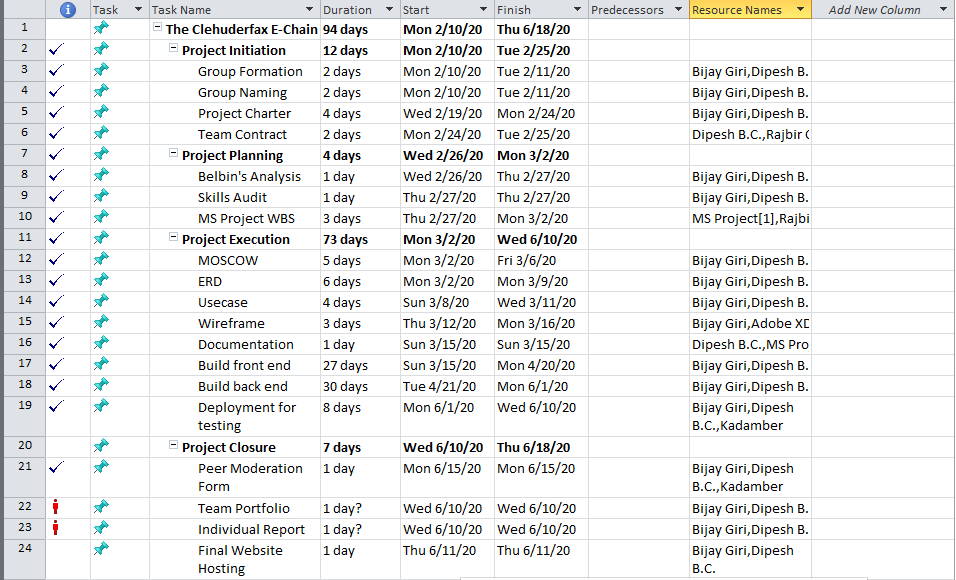 Task Task Name Duration Start Finish Predecessors Resource Names Add New Column
1 The Clehuderfax E-Chain 94 days Mon 2/10/20 Thu 6/18/20
2 Project Initiation 12 days Mon 2/10/20 Tue 2/25/20
3 Group Formation 2 days Mon 2/10/20 Tue 2/11/20 Bijay Giri,Dipesh B.
4 Group Naming 2 days Mon 2/10/20 Tue 2/11/20 Bijay Giri,Dipesh B.
5 Project Charter 4 days Wed 2/19/20 Mon 2/24/20 Bijay Giri,Dipesh B.
6 Team Contract 2 days Mon 2/24/20 Tue 2/25/20 Dipesh B.C.,Rajbir
7 Project Planning 4 days Wed 2/26/20 Mon 3/2/20
8 Belbin's Analysis 1 day Wed 2/26/20 Thu 2/27/20 Bijay Giri,Dipesh B.
9 Skills Audit 1 day Thu 2/27/20 Thu 2/27/20 Bijay Giri,Dipesh B.
10 MS Project WBS 3 days Thu 2/27/20 Mon 3/2/20 MS Project[1],Rajbi
11 Project Execution 73 days Mon 3/2/20 Wed 6/10/20
12 MOSCOW 5 days Mon 3/2/20 Fri 3/6/20 Bijay Giri,Dipesh B.
13 ERD 6 days Mon 3/2/20 Mon 3/9/20 Bijay Giri,Dipesh B.
14 Usecase 4 days Sun 3/8/20 Wed 3/11/20 Bijay Giri,Dipesh B.
15 Wireframe 3 days Thu 3/12/20 Mon 3/16/20 Bijay Giri,Adobe XD
16 Documentation 1 day Sun 3/15/20 Sun 3/15/20 Dipesh B.C.,MS Pro
17 Build front end 27 days Sun 3/15/20 Mon 4/20/20 Bijay Giri,Dipesh B.
18 Build back end 30 days Tue 4/21/20 Mon 6/1/20 Bijay Giri,Dipesh B.
19 Deployment for 8 days Mon 6/1/20 Wed 6/10/20 Bijay Giri,Dipesh
testing B.C.,Kadamber
20 Project Closure 7 days Wed 6/10/20 Thu 6/18/20
21 Peer Moderation 1 day Mon 6/15/20 Mon 6/15/20 Bijay Giri,Dipesh
Form B.C.,Kadamber
22 Team Portfolio 1 day? Wed 6/10/20 Wed 6/10/20 Bijay Giri,Dipesh B.
23 Individual Report 1 day? Wed 6/10/20 Wed 6/10/20 Bijay Giri,Dipesh B.
24 Final Website 1 day Thu 6/11/20 Thu 6/11/20 Bijay Giri,Dipesh
Hosting B.C.